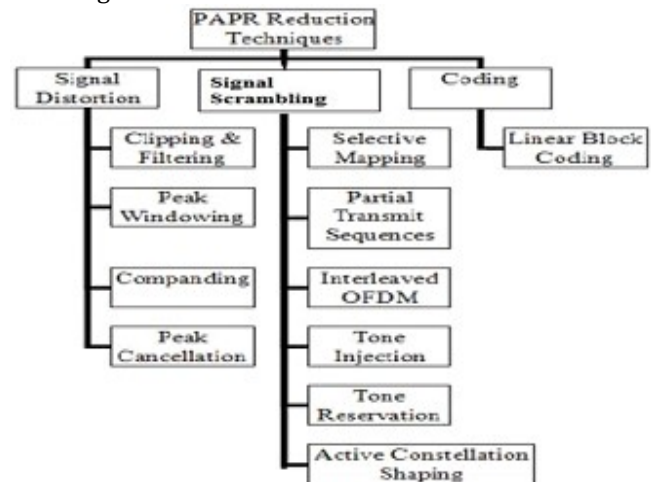 PAPR Reduction
Techniques
Signal
Distortion
Signal
Scrambling
Coding
Clipping &
Filtering
Peak
Windowing
Companding
Peak
Cancellation
Selective
Mapping
Partial
Transmit
Sequences
Interleaved
OFDM
Tone
Injection
Tone
Reservation
Active Constellation
Shaping
Linear Block
Coding